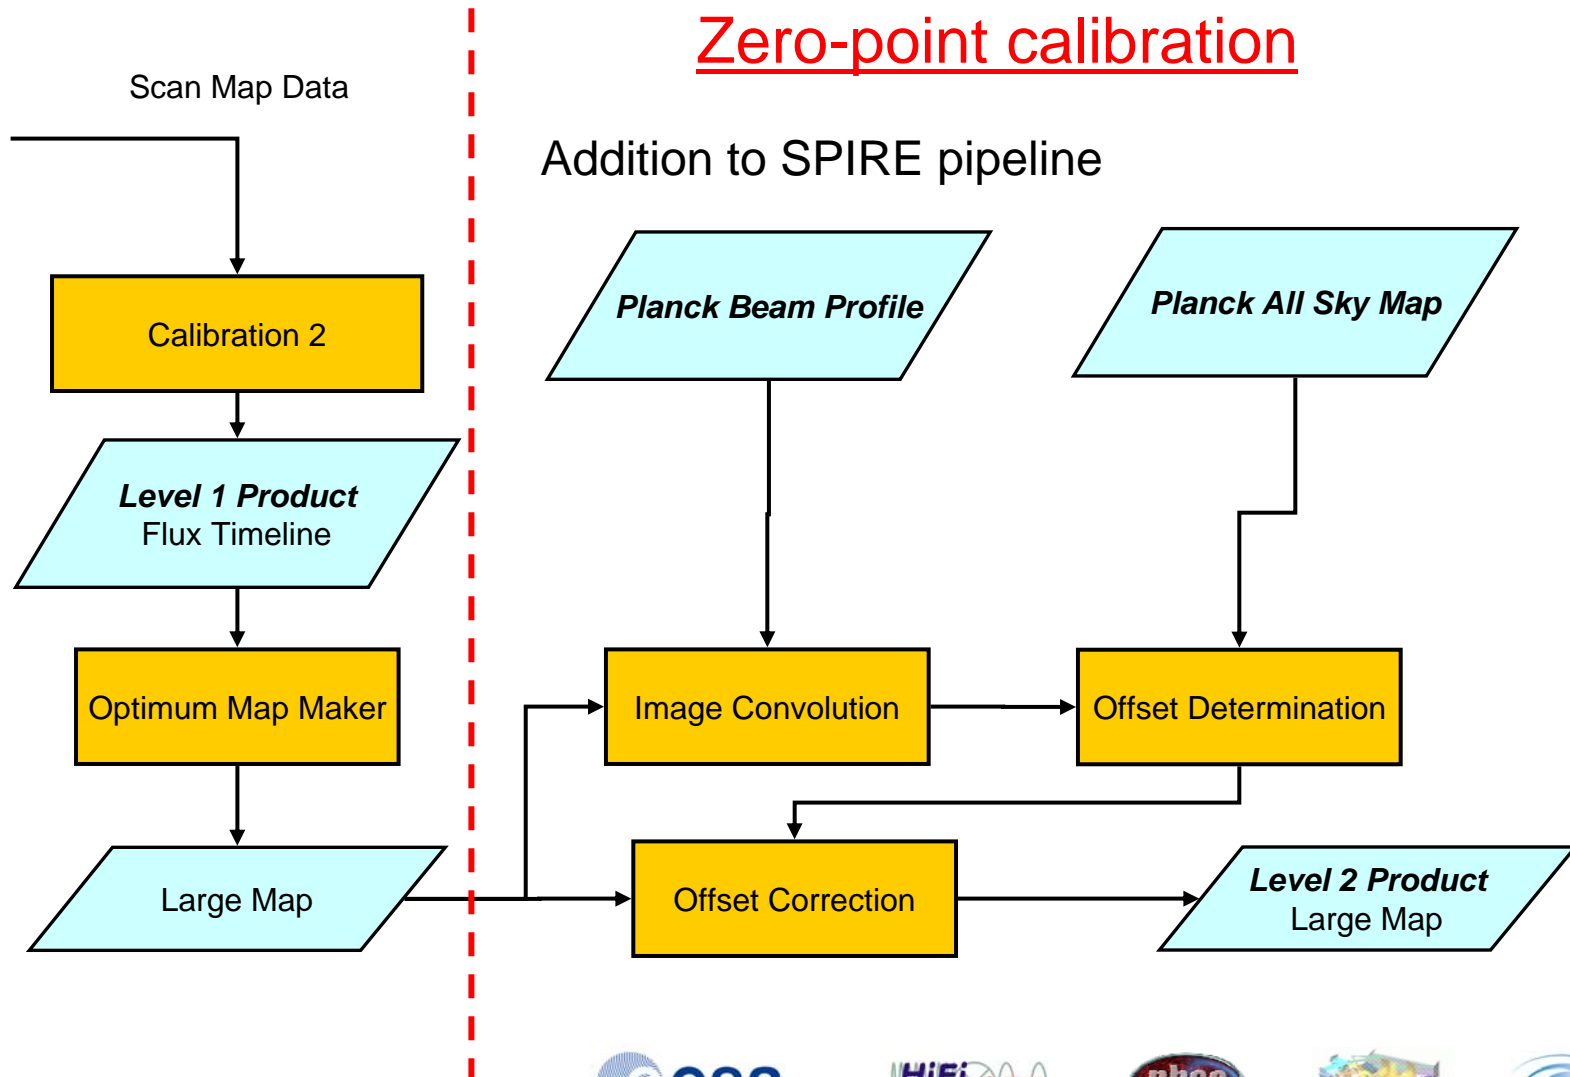 Zero-point calibration
Scan Map Data
Addition to SPIRE pipeline
Planck Beam Profile
Planck All Sky Map
Calibration 2
Level 1 Product
Flux Timeline
Optimum Map Maker
Image Convolution
Offset Determination
Large Map
Offset Correction
Level 2 Product
Large Map
HiFi